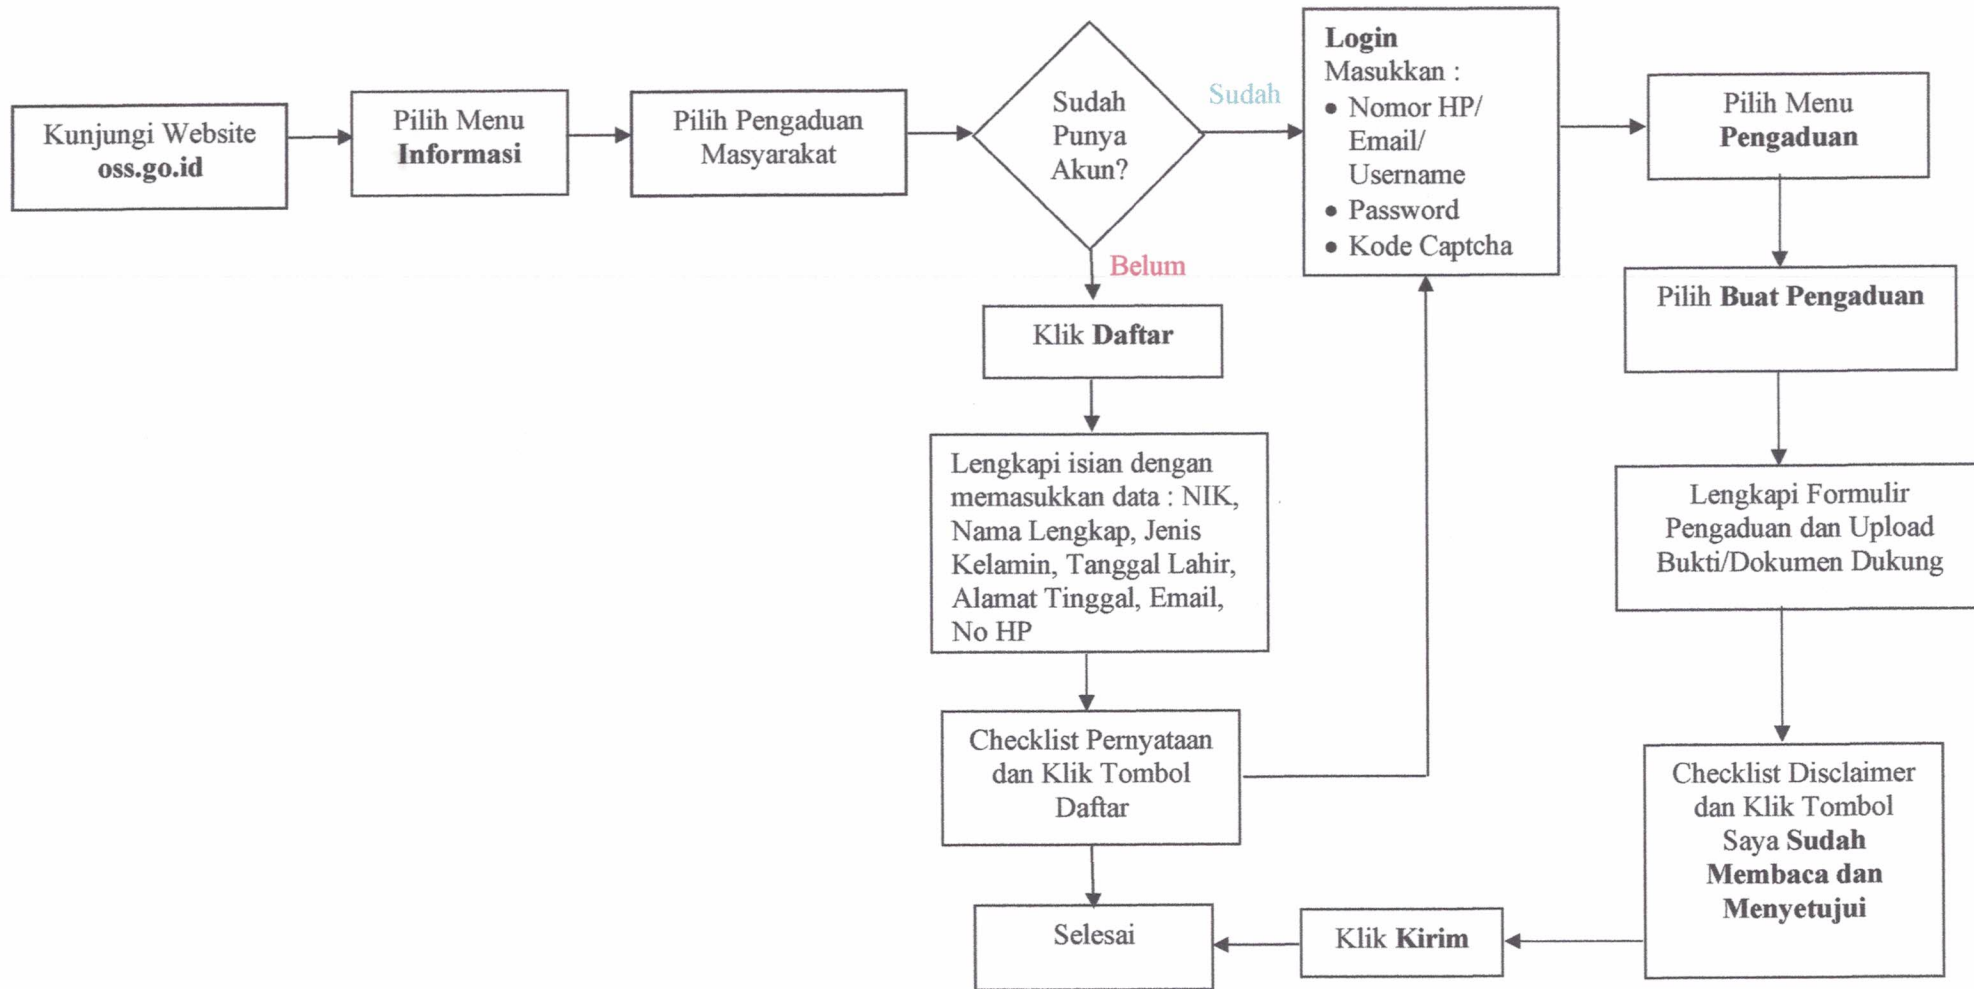 Kunjungi Website
oss.go.id
Pilih Menu
Informasi
Pilih Pengaduan
Masyarakat
Sudah
Punya
Akun?
Sudah
Login
Masukkan :
• Nomor HP/
Email/
Username
• Password
• Kode Captcha
Pilih Menu
Pengaduan
Belum
Pilih Buat Pengaduan
Klik Daftar
Lengkapi isian dengan
memasukkan data : NIK,
Nama Lengkap, Jenis
Kelamin, Tanggal Lahir,
Alamat Tinggal, Email,
No HP
Lengkapi Formulir
Pengaduan dan Upload
Bukti/Dokumen Dukung
Checklist Pernyataan
dan Klik Tombol
Daftar
Checklist Disclaimer
dan Klik Tombol
Saya Sudah
Membaca dan
Menyetujui
Klik Kirim
Selesai